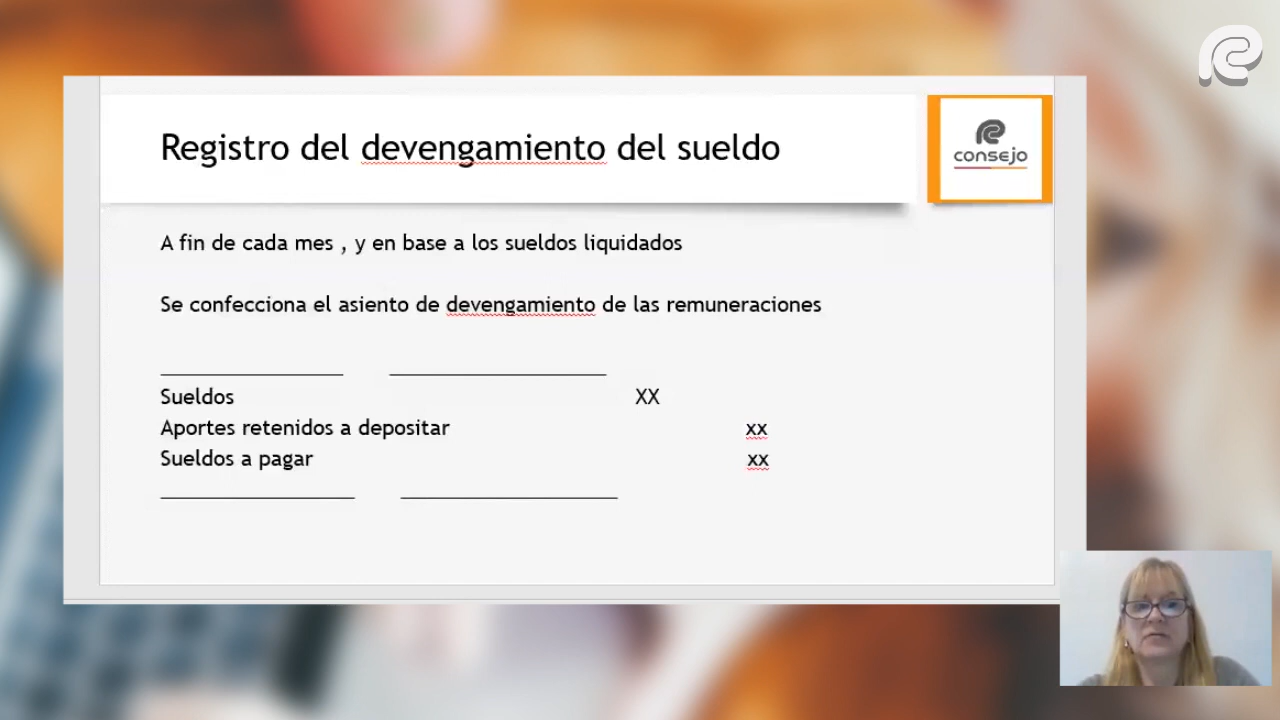 Registro del devengamiento del sueldo
consejo
A fin de cada mes , y en base a los sueldos liquidados
Se confecciona el asiento de devengamiento de las remuneraciones
Sueldos XX
Aportes retenidos a depositar xx
Sueldos a pagar xx